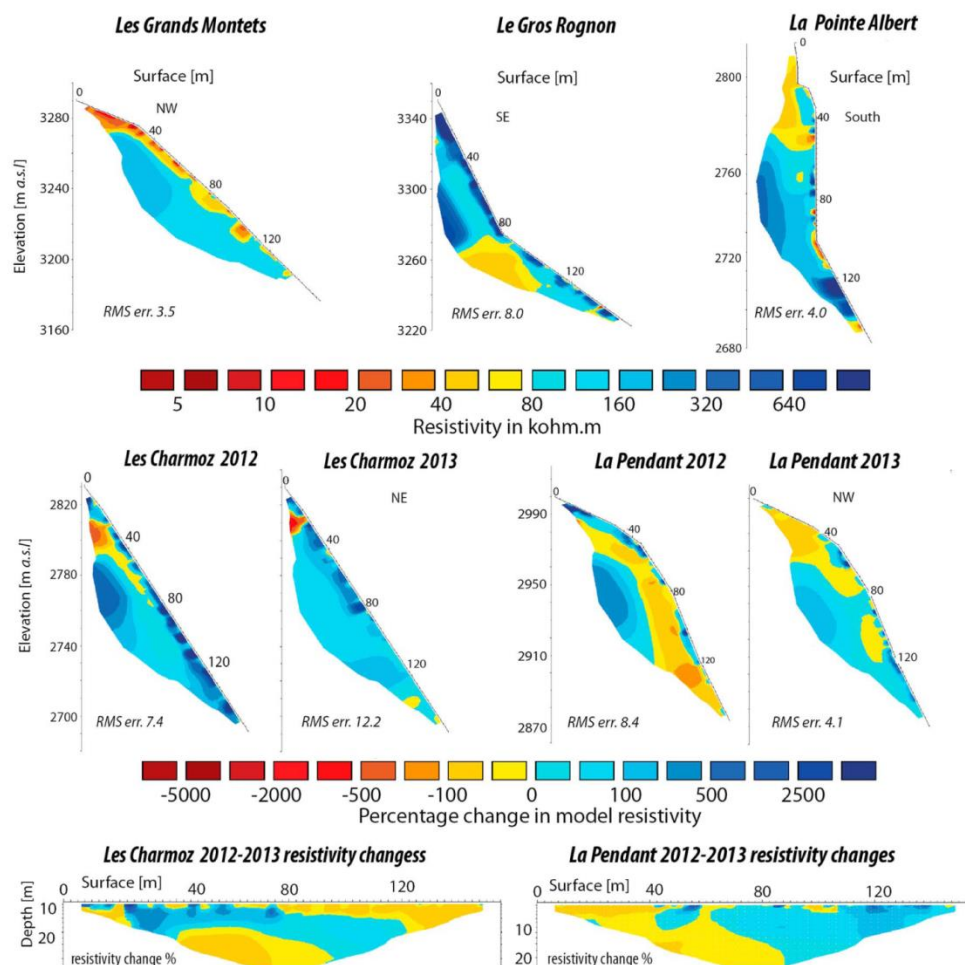 Les Grands Montets
Le Gros Rognon
La Pointe Albert
Surface [m]
0
NW
40
80
120
3280
3240
3200
3160
Elevation [m a.s.l]
RMS err. 3.5
Surface [m]
0
SE
40
80
120
3340
3300
3260
3220
RMS err. 8.0
0
Surface [m]
South
40
80
120
2800
2760
2720
2680
RMS err. 4.0
5 10 20 40 80 160 320 640
Resistivity in kohm.m
Les Charmoz 2012
Les Charmoz 2013
La Pendant 2012
La Pendant 2013
0
40
80
120
2820
2780
2740
2700
Elevation [m a.s.l]
RMS err. 7.4
0
NE
40
80
120
RMS err. 12.2
0
40
80
120
2990
2950
2910
2870
RMS err. 8.4
0
NW
40
80
120
RMS err. 4.1
-5000 -2000 -500 -100 0 100 500 2500
Percentage change in model resistivity
Les Charmoz 2012-2013 resistivity changess
La Pendant 2012-2013 resistivity changes
0 Surface [m] 40 80 120
Depth [m]
10
20
resistivity change %
0 Surface [m] 40 80 120
10
20
resistivity change %